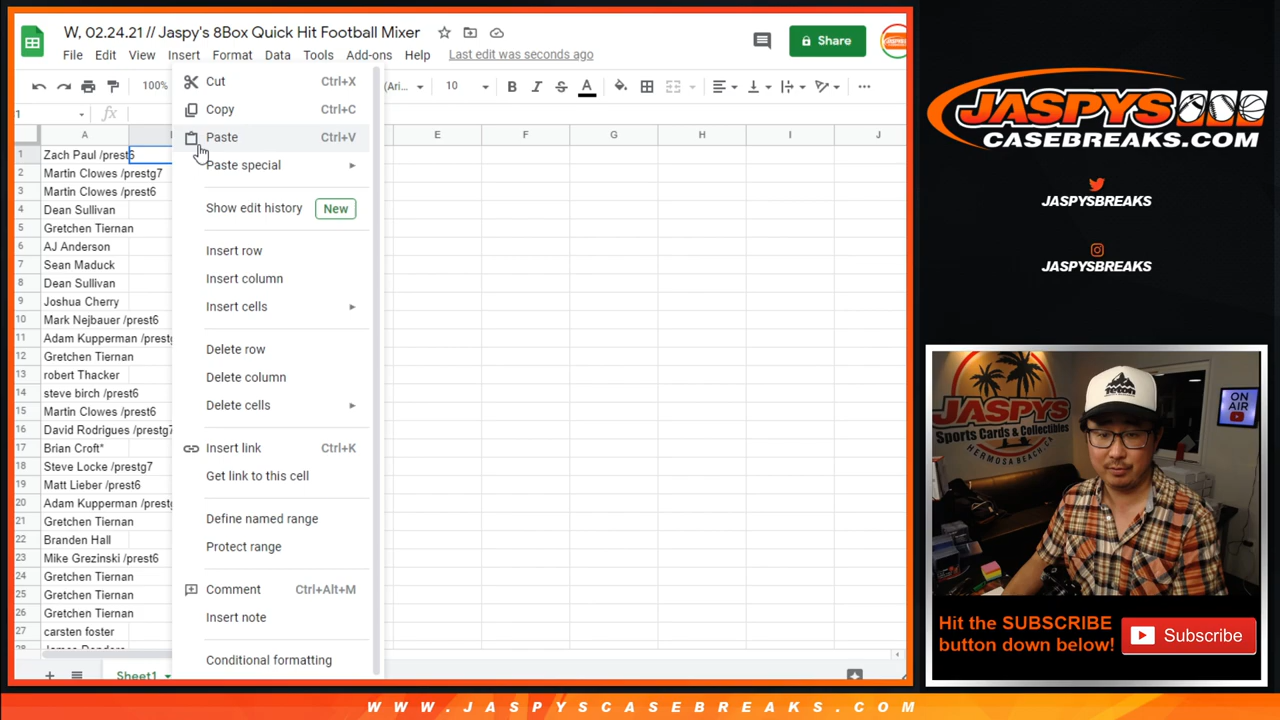 W, 02.24.21 // Jaspy's 8Box Quick Hit Football Mixer
File Edit View Insert Format Data Tools Add-ons Help Last edit was seconds ago
Share
100% (Ari... 10
1 fx
A E F G H I J
1 Zach Paul /prest6
2 Martin Clowes /prestg7
3 Martin Clowes /prest6
4 Dean Sullivan
5 Gretchen Tiernan
6 AJ Anderson
7 Sean Maduck
8 Dean Sullivan
9 Joshua Cherry
10 Mark Nejbauer /prest6
11 Adam Kupperman /prestg
12 Gretchen Tiernan
13 robert Thacker
14 steve birch /prest6
15 Martin Clowes /prest6
16 David Rodrigues /prestg7
17 Brian Croft*
18 Steve Locke /prestg7
19 Matt Lieber /prest6
20 Adam Kupperman /prestg
21 Gretchen Tiernan
22 Branden Hall
23 Mike Grezinski /prest6
24 Gretchen Tiernan
25 Gretchen Tiernan
26 Gretchen Tiernan
27 carsten foster
28
Sheet1
Cut Ctrl+X
Copy Ctrl+C
Paste Ctrl+V
Paste special
Show edit history New
Insert row
Insert column
Insert cells
Delete row
Delete column
Delete cells
Insert link Ctrl+K
Get link to this cell
Define named range
Protect range
Comment Ctrl+Alt+M
Insert note
Conditional formatting
JASPYS
CASEBREAKS.COM
JASPYSBREAKS
JASPYSBREAKS
JASPYS
Sports Cards & Collectibles
HERMOSA BEACH, CA
ON
AIR
Hit the SUBSCRIBE
button down below!
Subscribe
WWW.JASPYSCASEBREAKS.COM